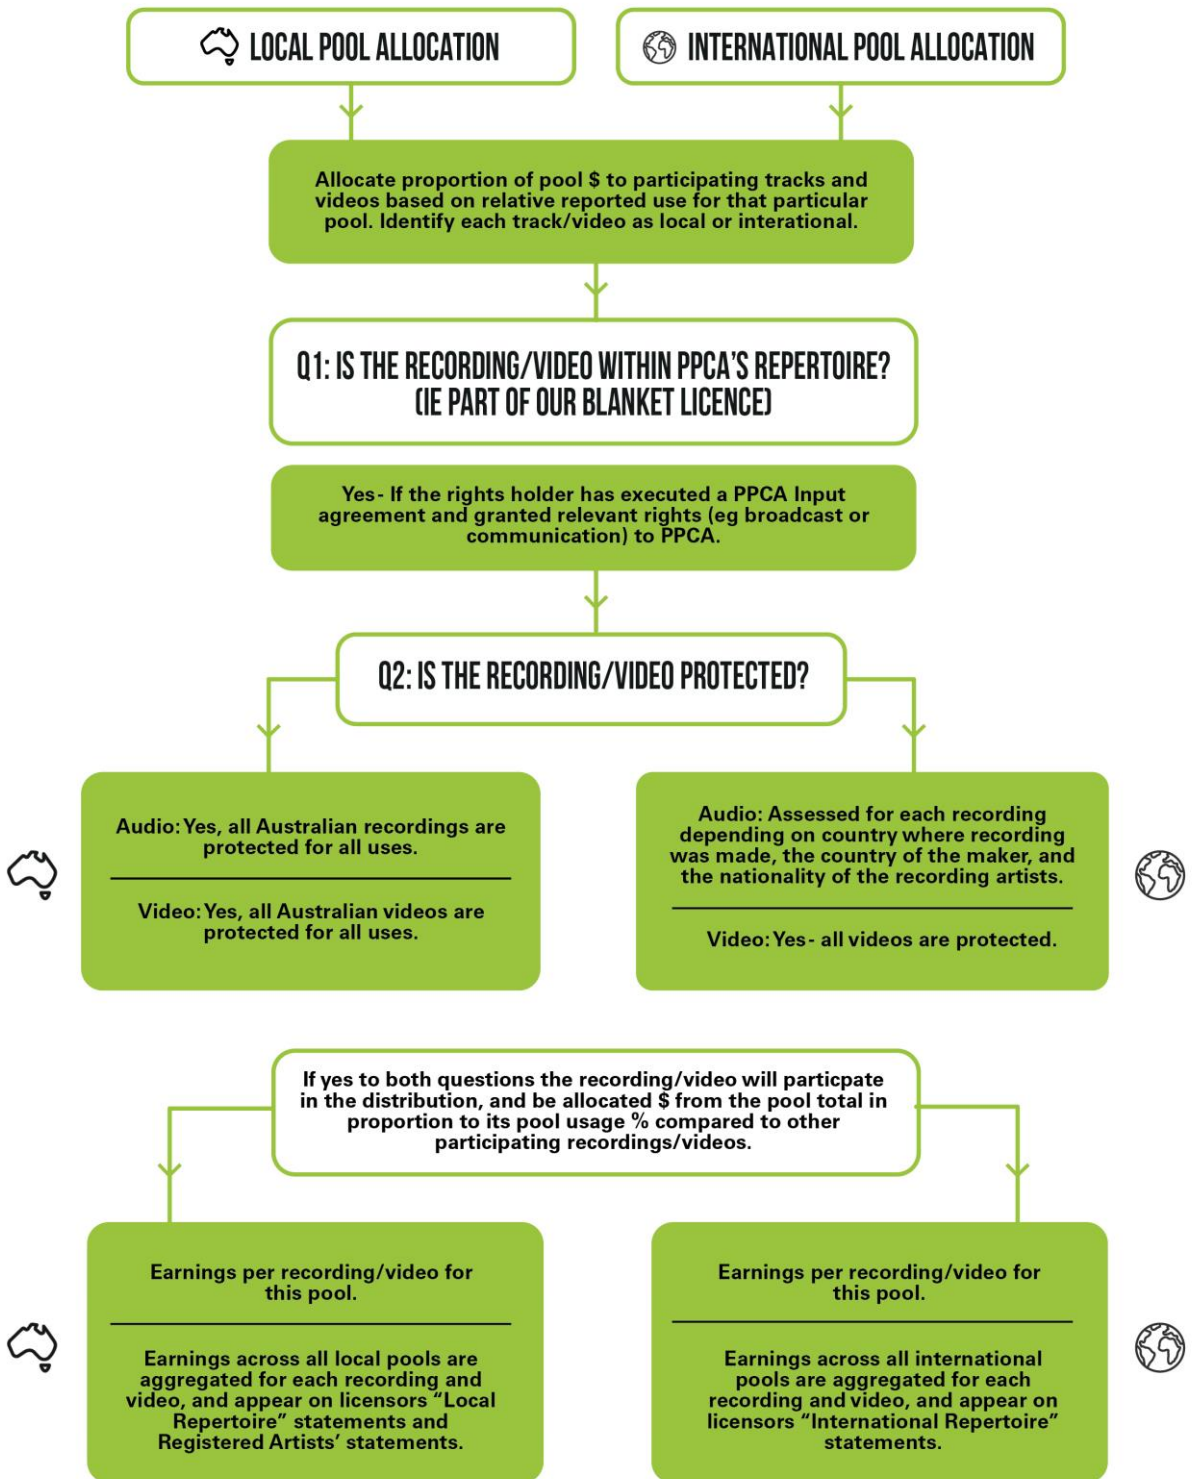 LOCAL POOL ALLOCATION
INTERNATIONAL POOL ALLOCATION
Allocate proportion of pool $ to participating tracks and
videos based on relative reported use for that particular
pool. Identify each track/video as local or interational.
Q1: IS THE RECORDING/VIDEO WITHIN PPCA'S REPERTOIRE?
(IE PART OF OUR BLANKET LICENCE)
Yes- If the rights holder has executed a PPCA Input
agreement and granted relevant rights (eg broadcast or
communication) to PPCA.
Q2: IS THE RECORDING/VIDEO PROTECTED?
Audio: Yes, all Australian recordings are
protected for all uses.
Video: Yes, all Australian videos are
protected for all uses.
Audio: Assessed for each recording
depending on country where recording
was made, the country of the maker, and
the nationality of the recording artists.
Video: Yes- all videos are protected.
If yes to both questions the recording/video will particpate
in the distribution, and be allocated $ from the pool total in
proportion to its pool usage % compared to other
participating recordings/videos.
Earnings per recording/video for
this pool.
Earnings across all local pools are
aggregated for each recording and
video, and appear on licensors “Local
Repertoire” statements and
Registered Artists’ statements.
Earnings per recording/video for
this pool.
Earnings across all international
pools are aggregated for each
recording and video, and appear on
licensors “International Repertoire”
statements.